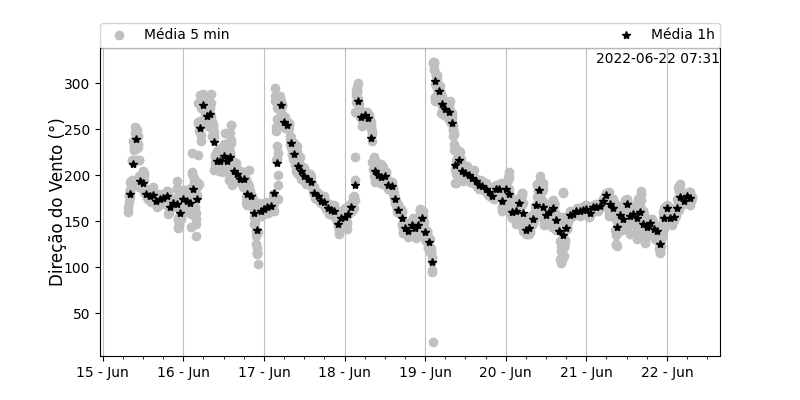 Média 5 min
Média 1h
2022-06-22 07:31
Direção do Vento (°)
300
250
200
150
100
50
15 - Jun
16 - Jun
17 - Jun
18 - Jun
19 - Jun
20 - Jun
21 - Jun
22 - Jun